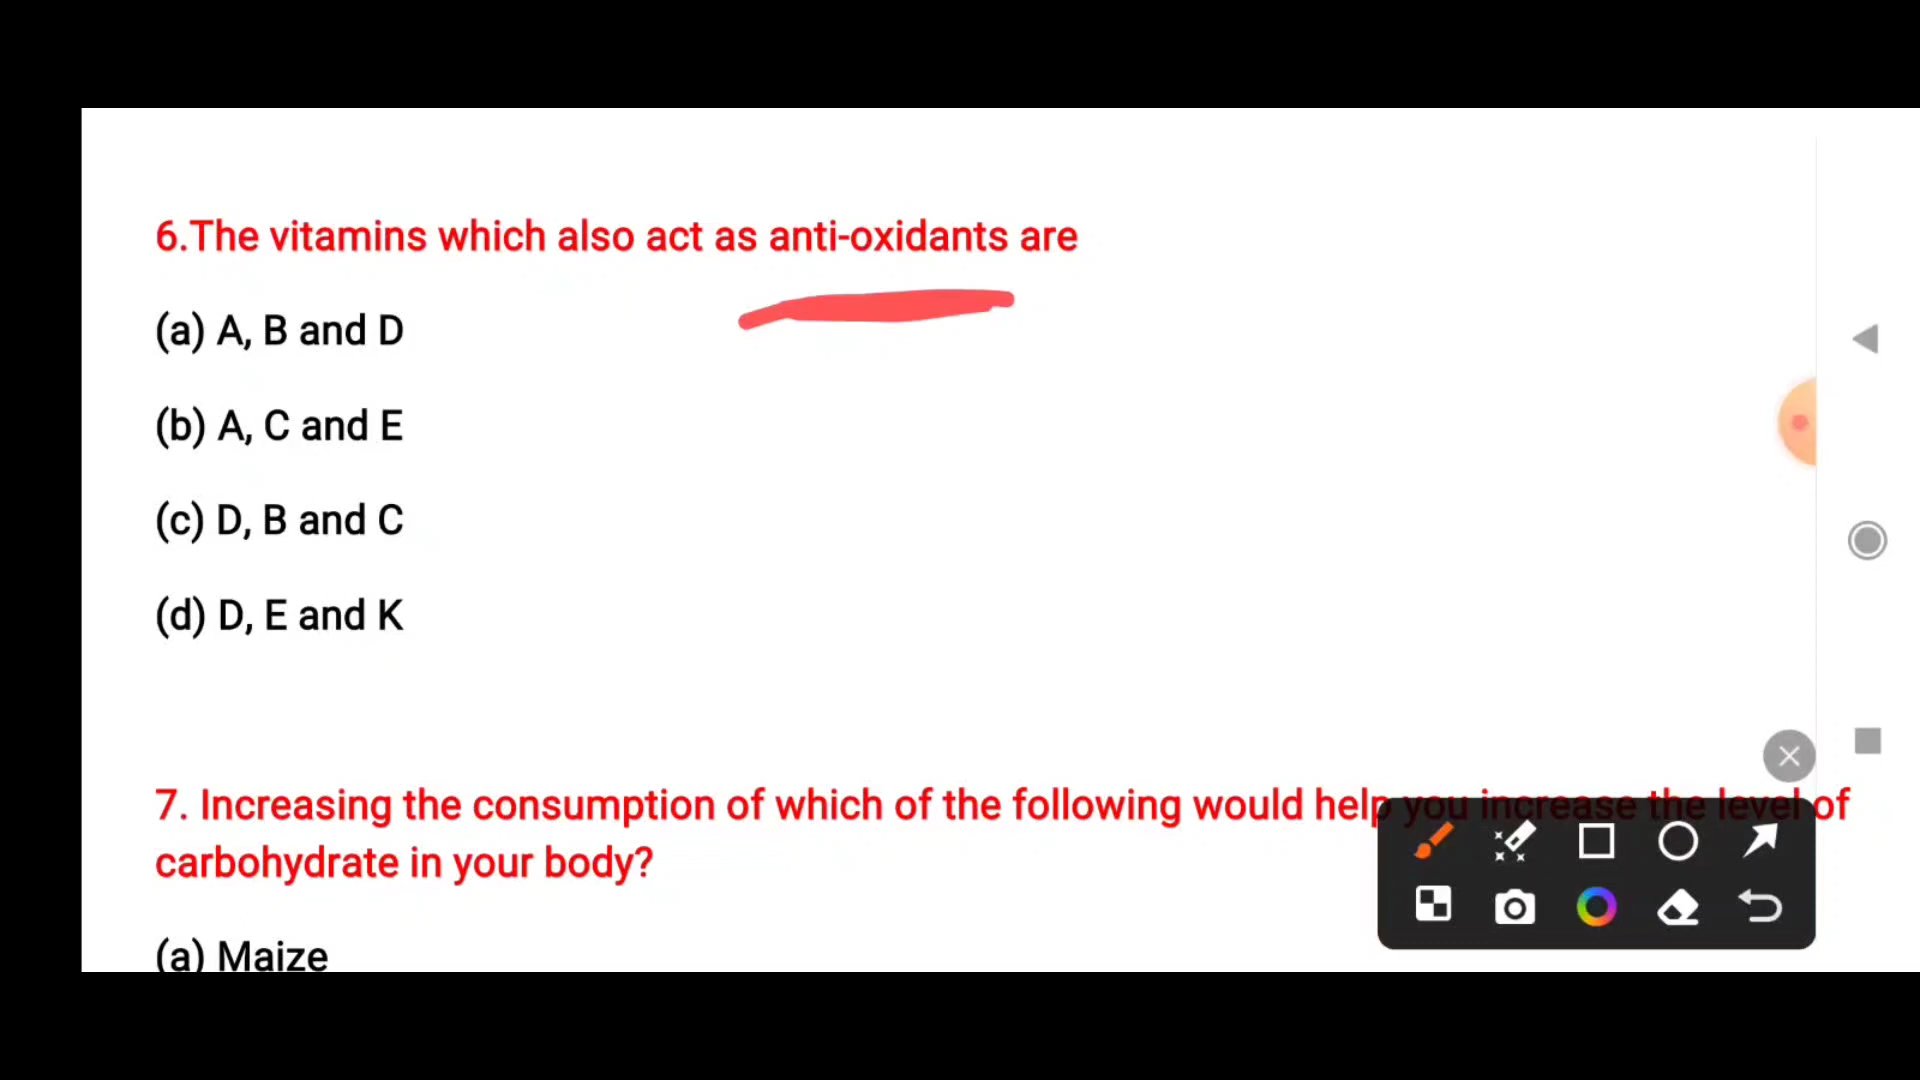 6.The vitamins which also act as anti-oxidants are
(a) A, B and D
(b) A, C and E
(c) D, B and C
(d) D, E and K
7. Increasing the consumption of which of the following would help you increase the level of
carbohydrate in your body?
(a) Maize